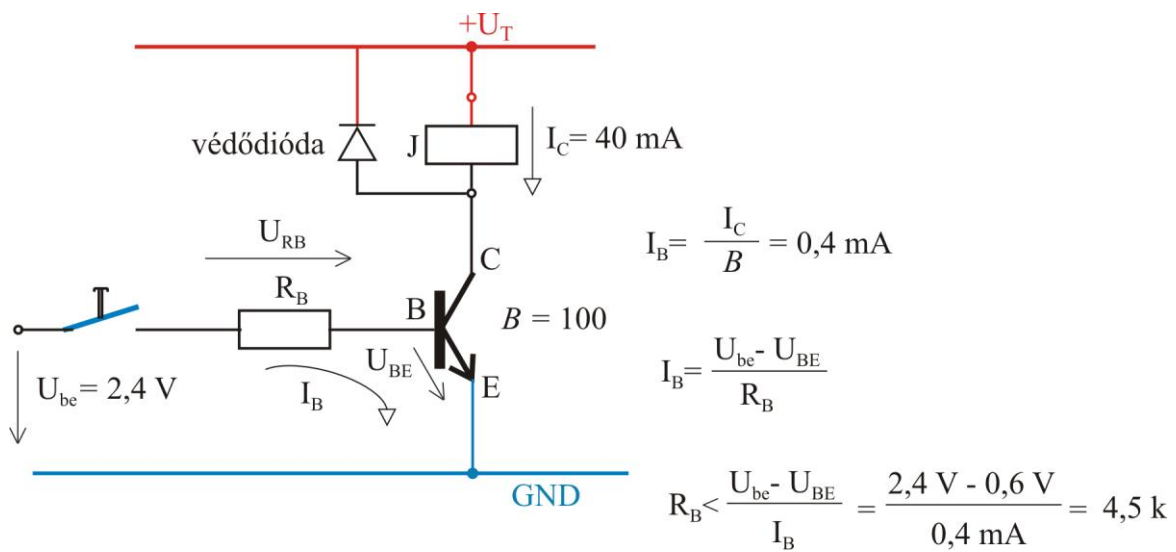 +U_T
védődióda
J
I_C= 40 mA
U_RB
R_B
C
B
B = 100
U_BE
E
I_B
U_be= 2,4 V
GND
I_B= I_C / B = 0,4 mA
I_B= U_be- U_BE / R_B
R_B< U_be- U_BE / I_B = 2,4 V - 0,6 V / 0,4 mA = 4,5 k